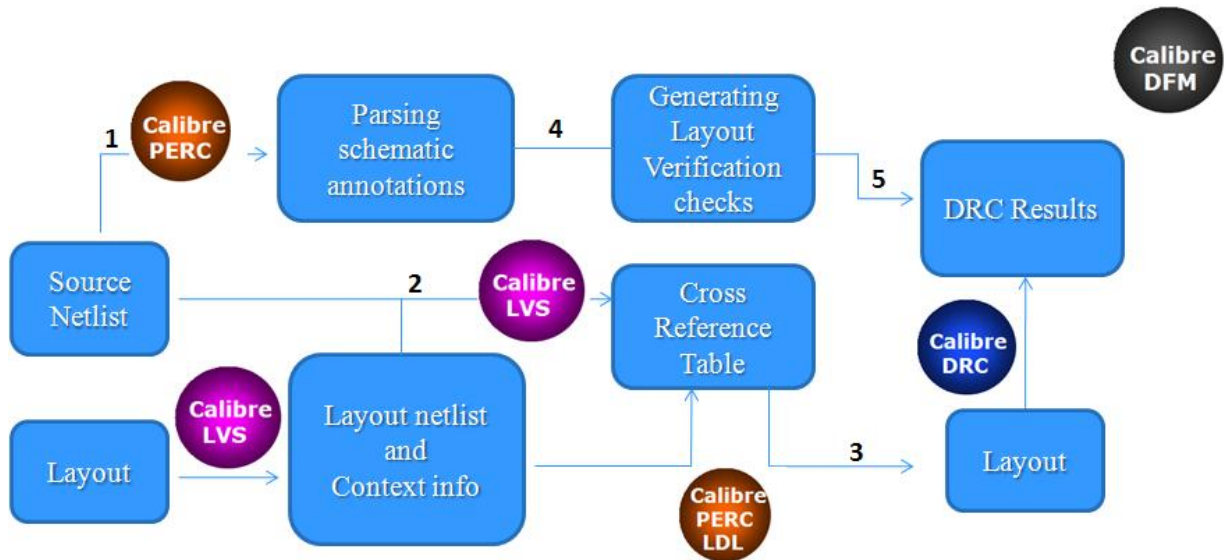 Calibre
DFM
1
Calibre
PERC
Parsing
schematic
annotations
4
Generating
Layout
Verification
checks
5
DRC Results
Source
Netlist
2
Calibre
LVS
Cross
Reference
Table
Calibre
DRC
Layout
Calibre
LVS
Layout netlist
and
Context info
3
Calibre
PERC
LDL
Layout